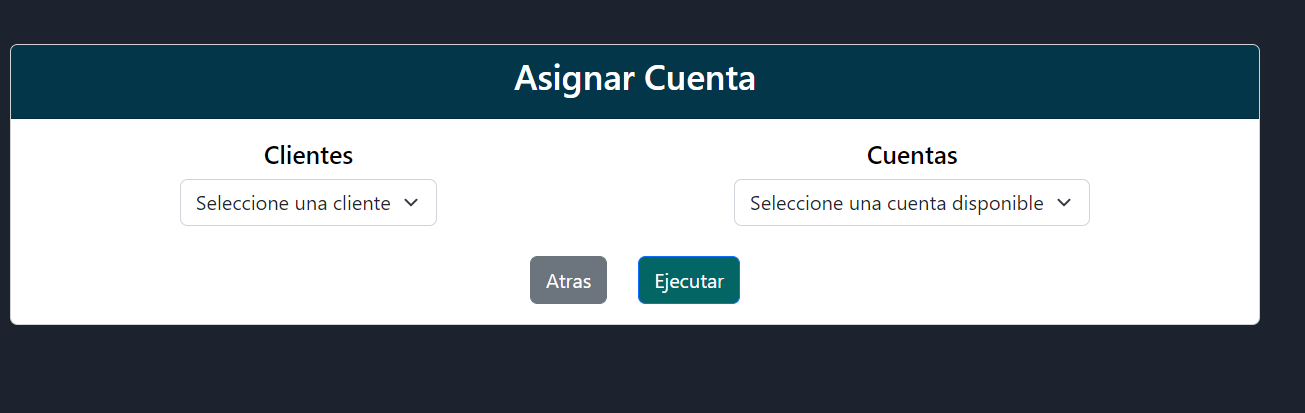 Asignar Cuenta
Clientes
Cuentas
Seleccione una cliente
Seleccione una cuenta disponible
Atras
Ejecutar